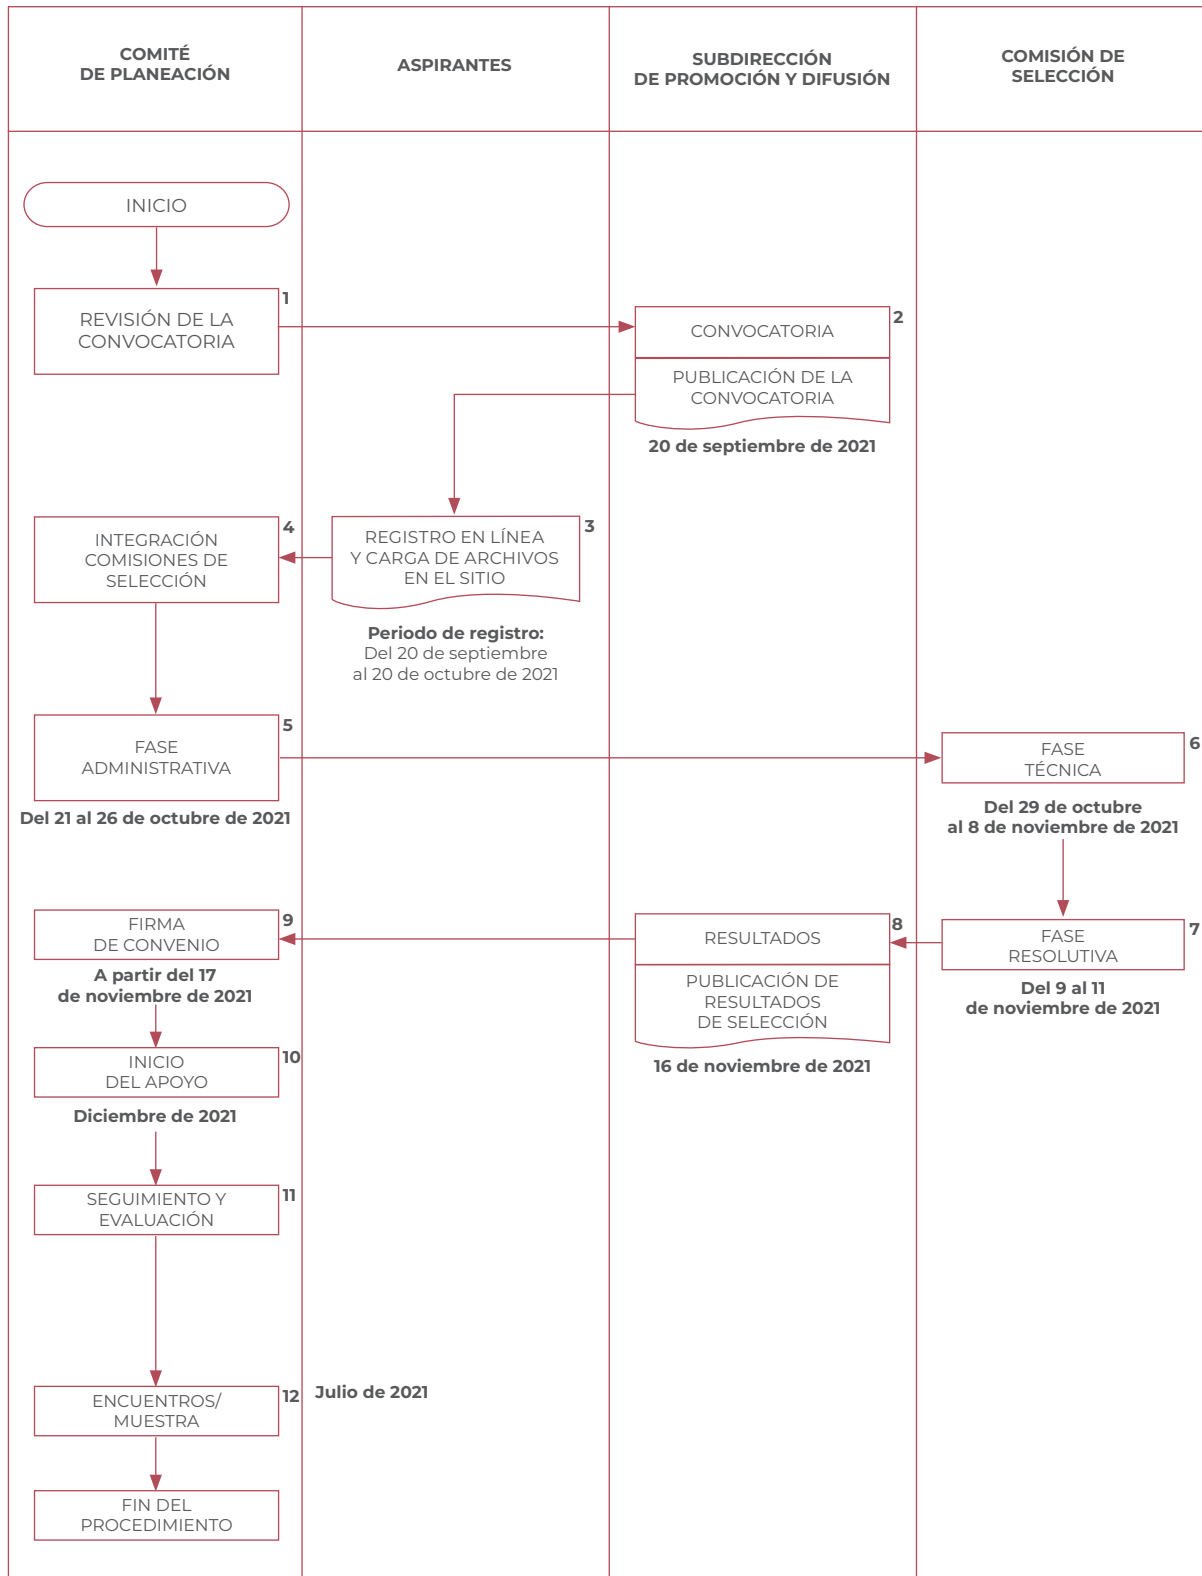 COMITÉ
DE PLANEACIÓN
ASPIRANTES
SUBDIRECCIÓN
DE PROMOCIÓN Y DIFUSIÓN
COMISIÓN DE
SELECCIÓN
INICIO
1
REVISIÓN DE LA
CONVOCATORIA
2
CONVOCATORIA
PUBLICACIÓN DE LA
CONVOCATORIA
20 de septiembre de 2021
3
REGISTRO EN LÍNEA
Y CARGA DE ARCHIVOS
EN EL SITIO
Periodo de registro:
Del 20 de septiembre
al 20 de octubre de 2021
4
INTEGRACIÓN
COMISIONES DE
SELECCIÓN
5
FASE
ADMINISTRATIVA
Del 21 al 26 de octubre de 2021
6
FASE
TÉCNICA
Del 29 de octubre
al 8 de noviembre de 2021
7
FASE
RESOLUTIVA
Del 9 al 11
de noviembre de 2021
8
RESULTADOS
PUBLICACIÓN DE
RESULTADOS
DE SELECCIÓN
16 de noviembre de 2021
9
FIRMA
DE CONVENIO
A partir del 17
de noviembre de 2021
10
INICIO
DEL APOYO
Diciembre de 2021
11
SEGUIMIENTO Y
EVALUACIÓN
12
ENCUENTROS/
MUESTRA
Julio de 2021
FIN DEL
PROCEDIMIENTO